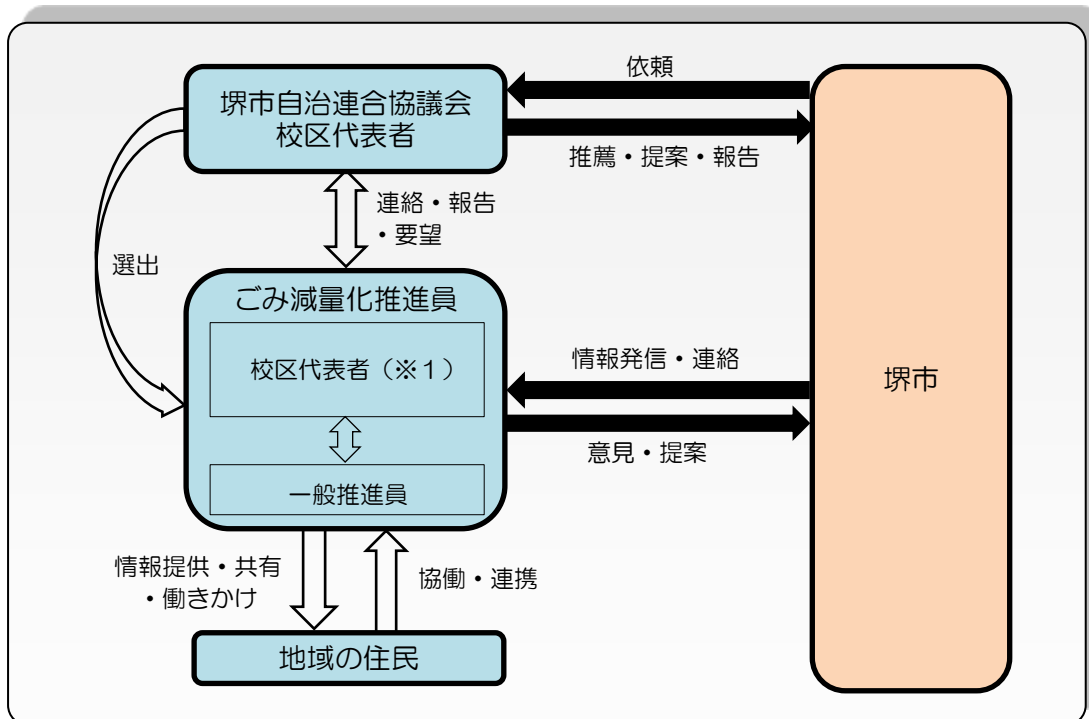 依頼
堺市自治連合協議会
校区代表者
推薦・提案・報告
連絡・報告
・要望
選出
ごみ減量化推進員
校区代表者（※１）
情報発信・連絡
堺市
意見・提案
一般推進員
情報提供・共有
・働きかけ
協働・連携
地域の住民